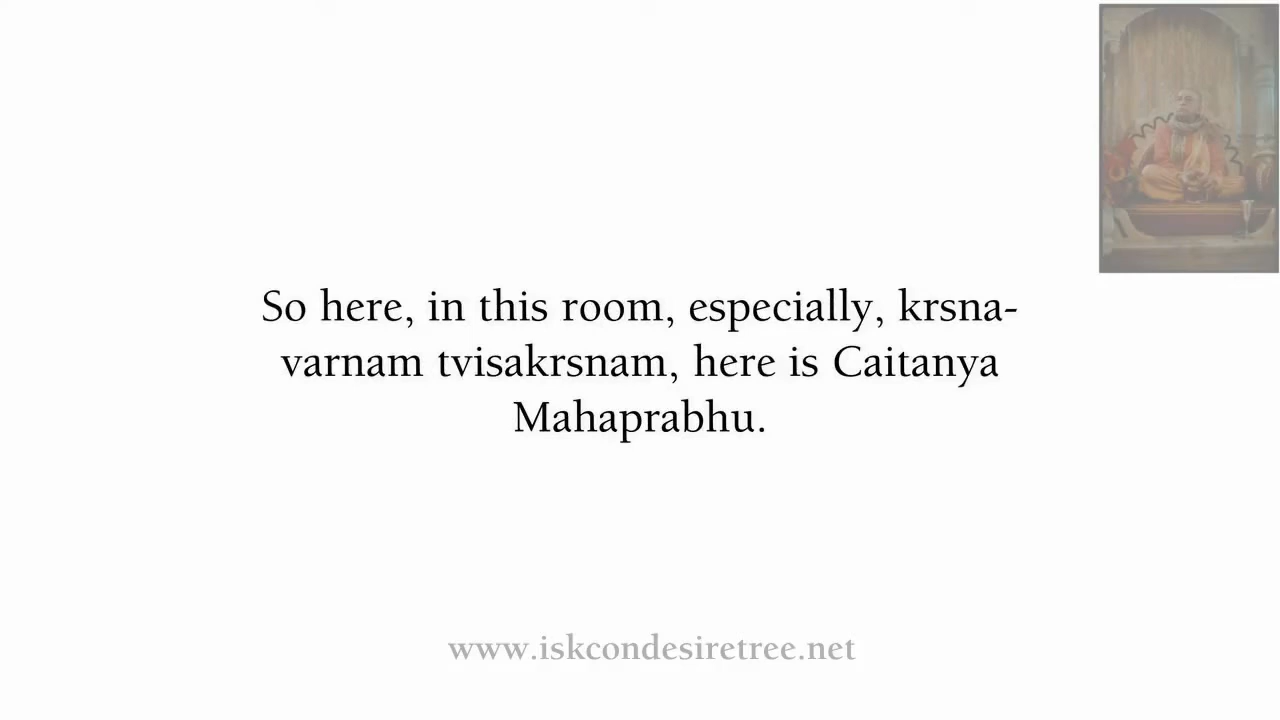 So here, in this room, especially, krsna-
varnam tvisakrsnam, here is Caitanya
Mahaprabhu.
www.iskcondesiretree.net